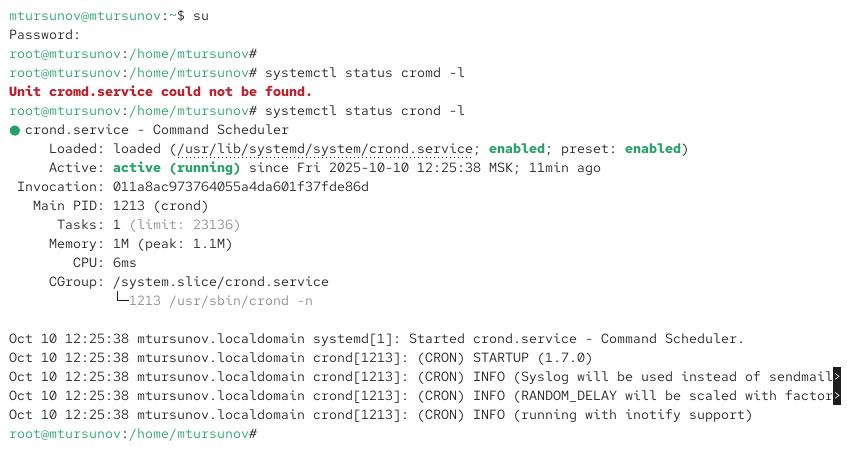 mtursunov@mtursunov:~$ su
Password:
root@mtursunov:/home/mtursunov#
root@mtursunov:/home/mtursunov# systemctl status cromd -l
Unit cromd.service could not be found.
root@mtursunov:/home/mtursunov# systemctl status crond -l
● crond.service - Command Scheduler
     Loaded: loaded (/usr/lib/systemd/system/crond.service; enabled; preset: enabled)
     Active: active (running) since Fri 2025-10-10 12:25:38 MSK; 11min ago
 Invocation: 011a8ac973764055a4da601f37fde86d
   Main PID: 1213 (crond)
      Tasks: 1 (limit: 23136)
     Memory: 1M (peak: 1.1M)
        CPU: 6ms
     CGroup: /system.slice/crond.service
             └─1213 /usr/sbin/crond -n

Oct 10 12:25:38 mtursunov.localdomain systemd[1]: Started crond.service - Command Scheduler.
Oct 10 12:25:38 mtursunov.localdomain crond[1213]: (CRON) STARTUP (1.7.0)
Oct 10 12:25:38 mtursunov.localdomain crond[1213]: (CRON) INFO (Syslog will be used instead of sendmail>
Oct 10 12:25:38 mtursunov.localdomain crond[1213]: (CRON) INFO (RANDOM_DELAY will be scaled with factor>
Oct 10 12:25:38 mtursunov.localdomain crond[1213]: (CRON) INFO (running with inotify support)
root@mtursunov:/home/mtursunov#